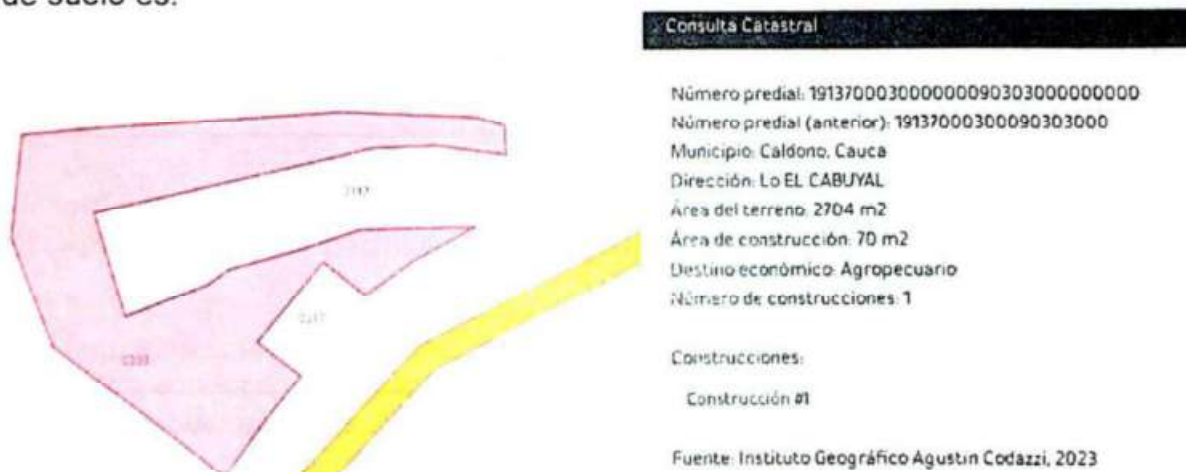 de suelo es:
Consulta Catastral
Número predial: 191370003000000090303000000000
Número predial (anterior): 19137000300090303000
Municipio: Caldono, Cauca
Dirección: Lo EL CABUYAL
Área del terreno: 2704 m2
Área de construcción: 70 m2
Destino económico: Agropecuario
Número de construcciones: 1
Construcciones:
Construcción #1
Fuente: Instituto Geográfico Agustin Codazzi, 2023